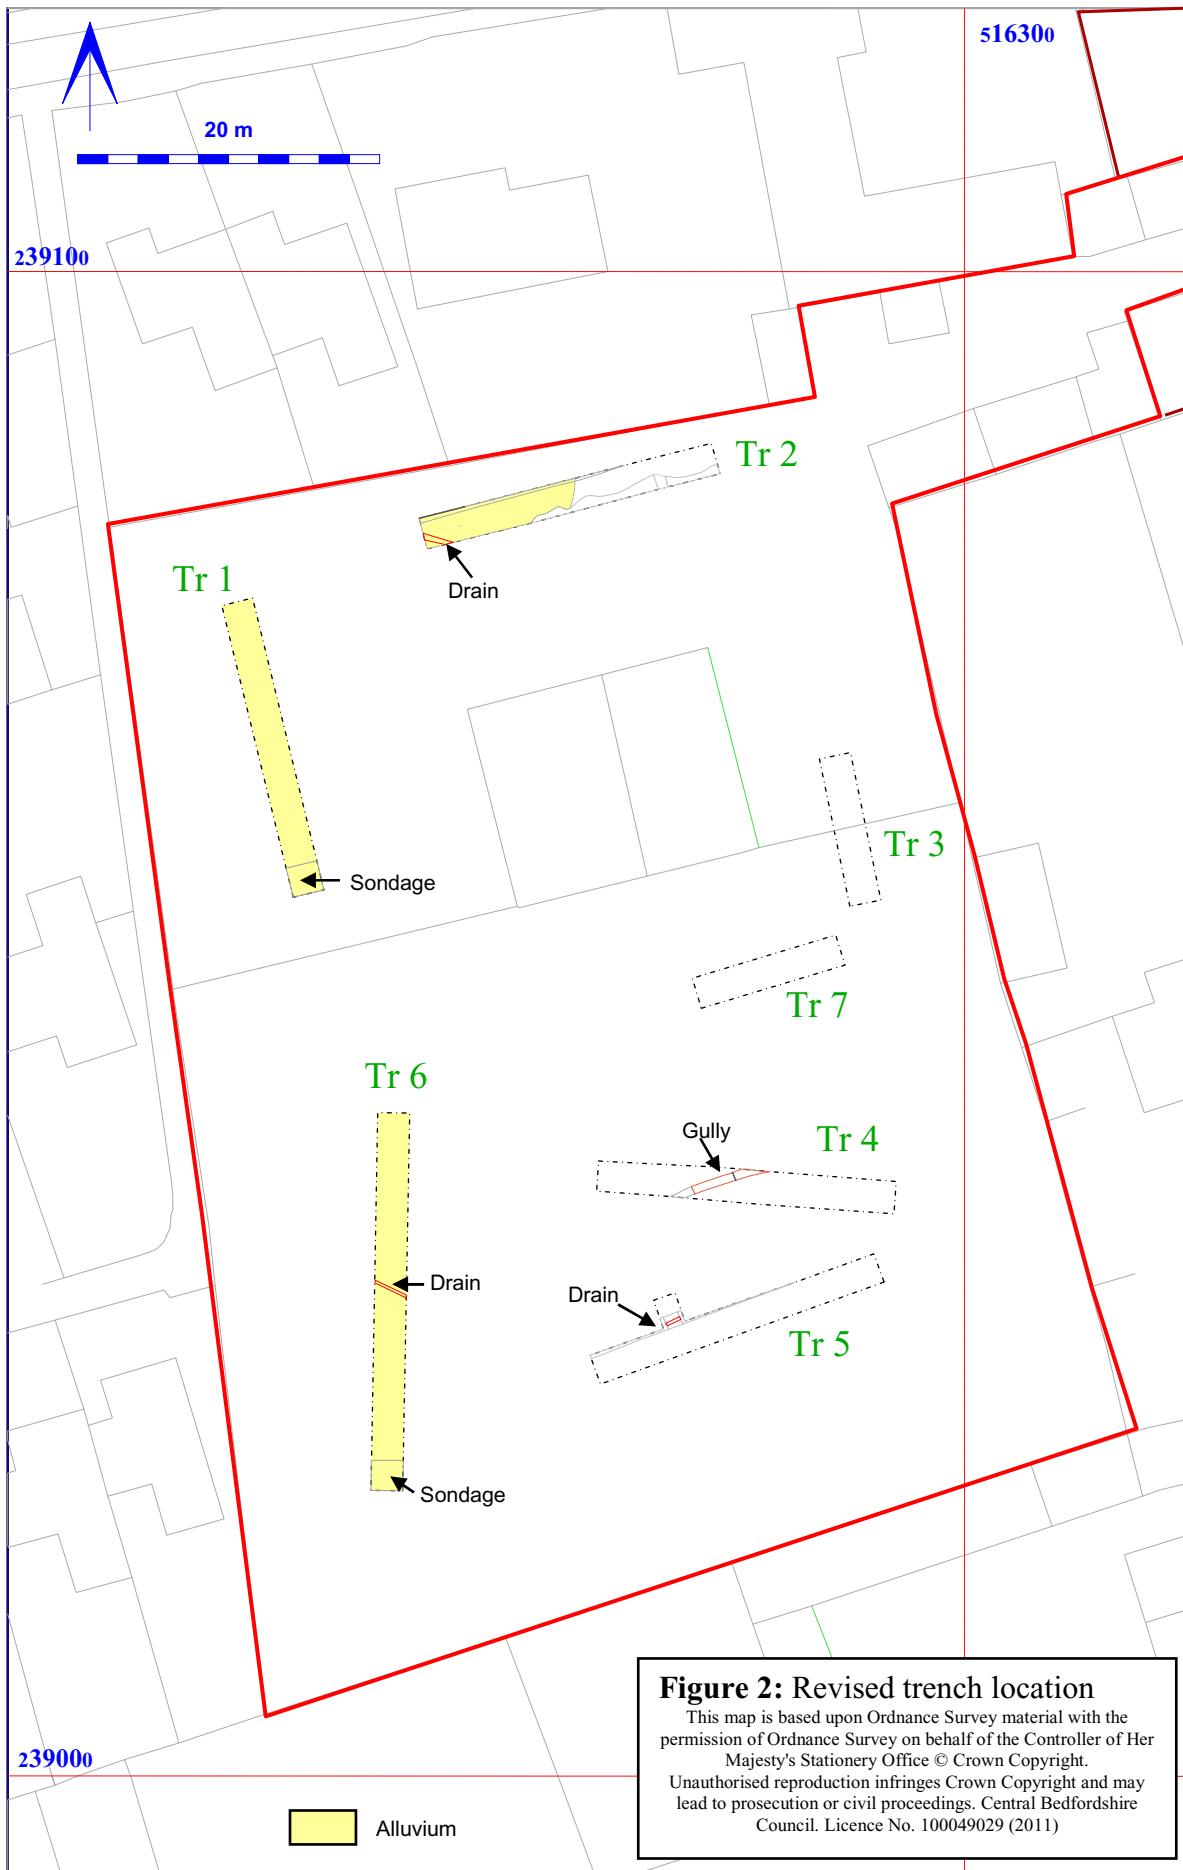 516300
20 m
239100
Tr 2
Drain
Tr 1
Tr 3
Sondage
Tr 7
Tr 6
Gully
Tr 4
Drain
Drain
Tr 5
Sondage
Figure 2: Revised trench location
This map is based upon Ordnance Survey material with the
permission of Ordnance Survey on behalf of the Controller of Her
Majesty's Stationery Office © Crown Copyright.
Unauthorised reproduction infringes Crown Copyright and may
lead to prosecution or civil proceedings. Central Bedfordshire
Council. Licence No. 100049029 (2011)
239000
Alluvium